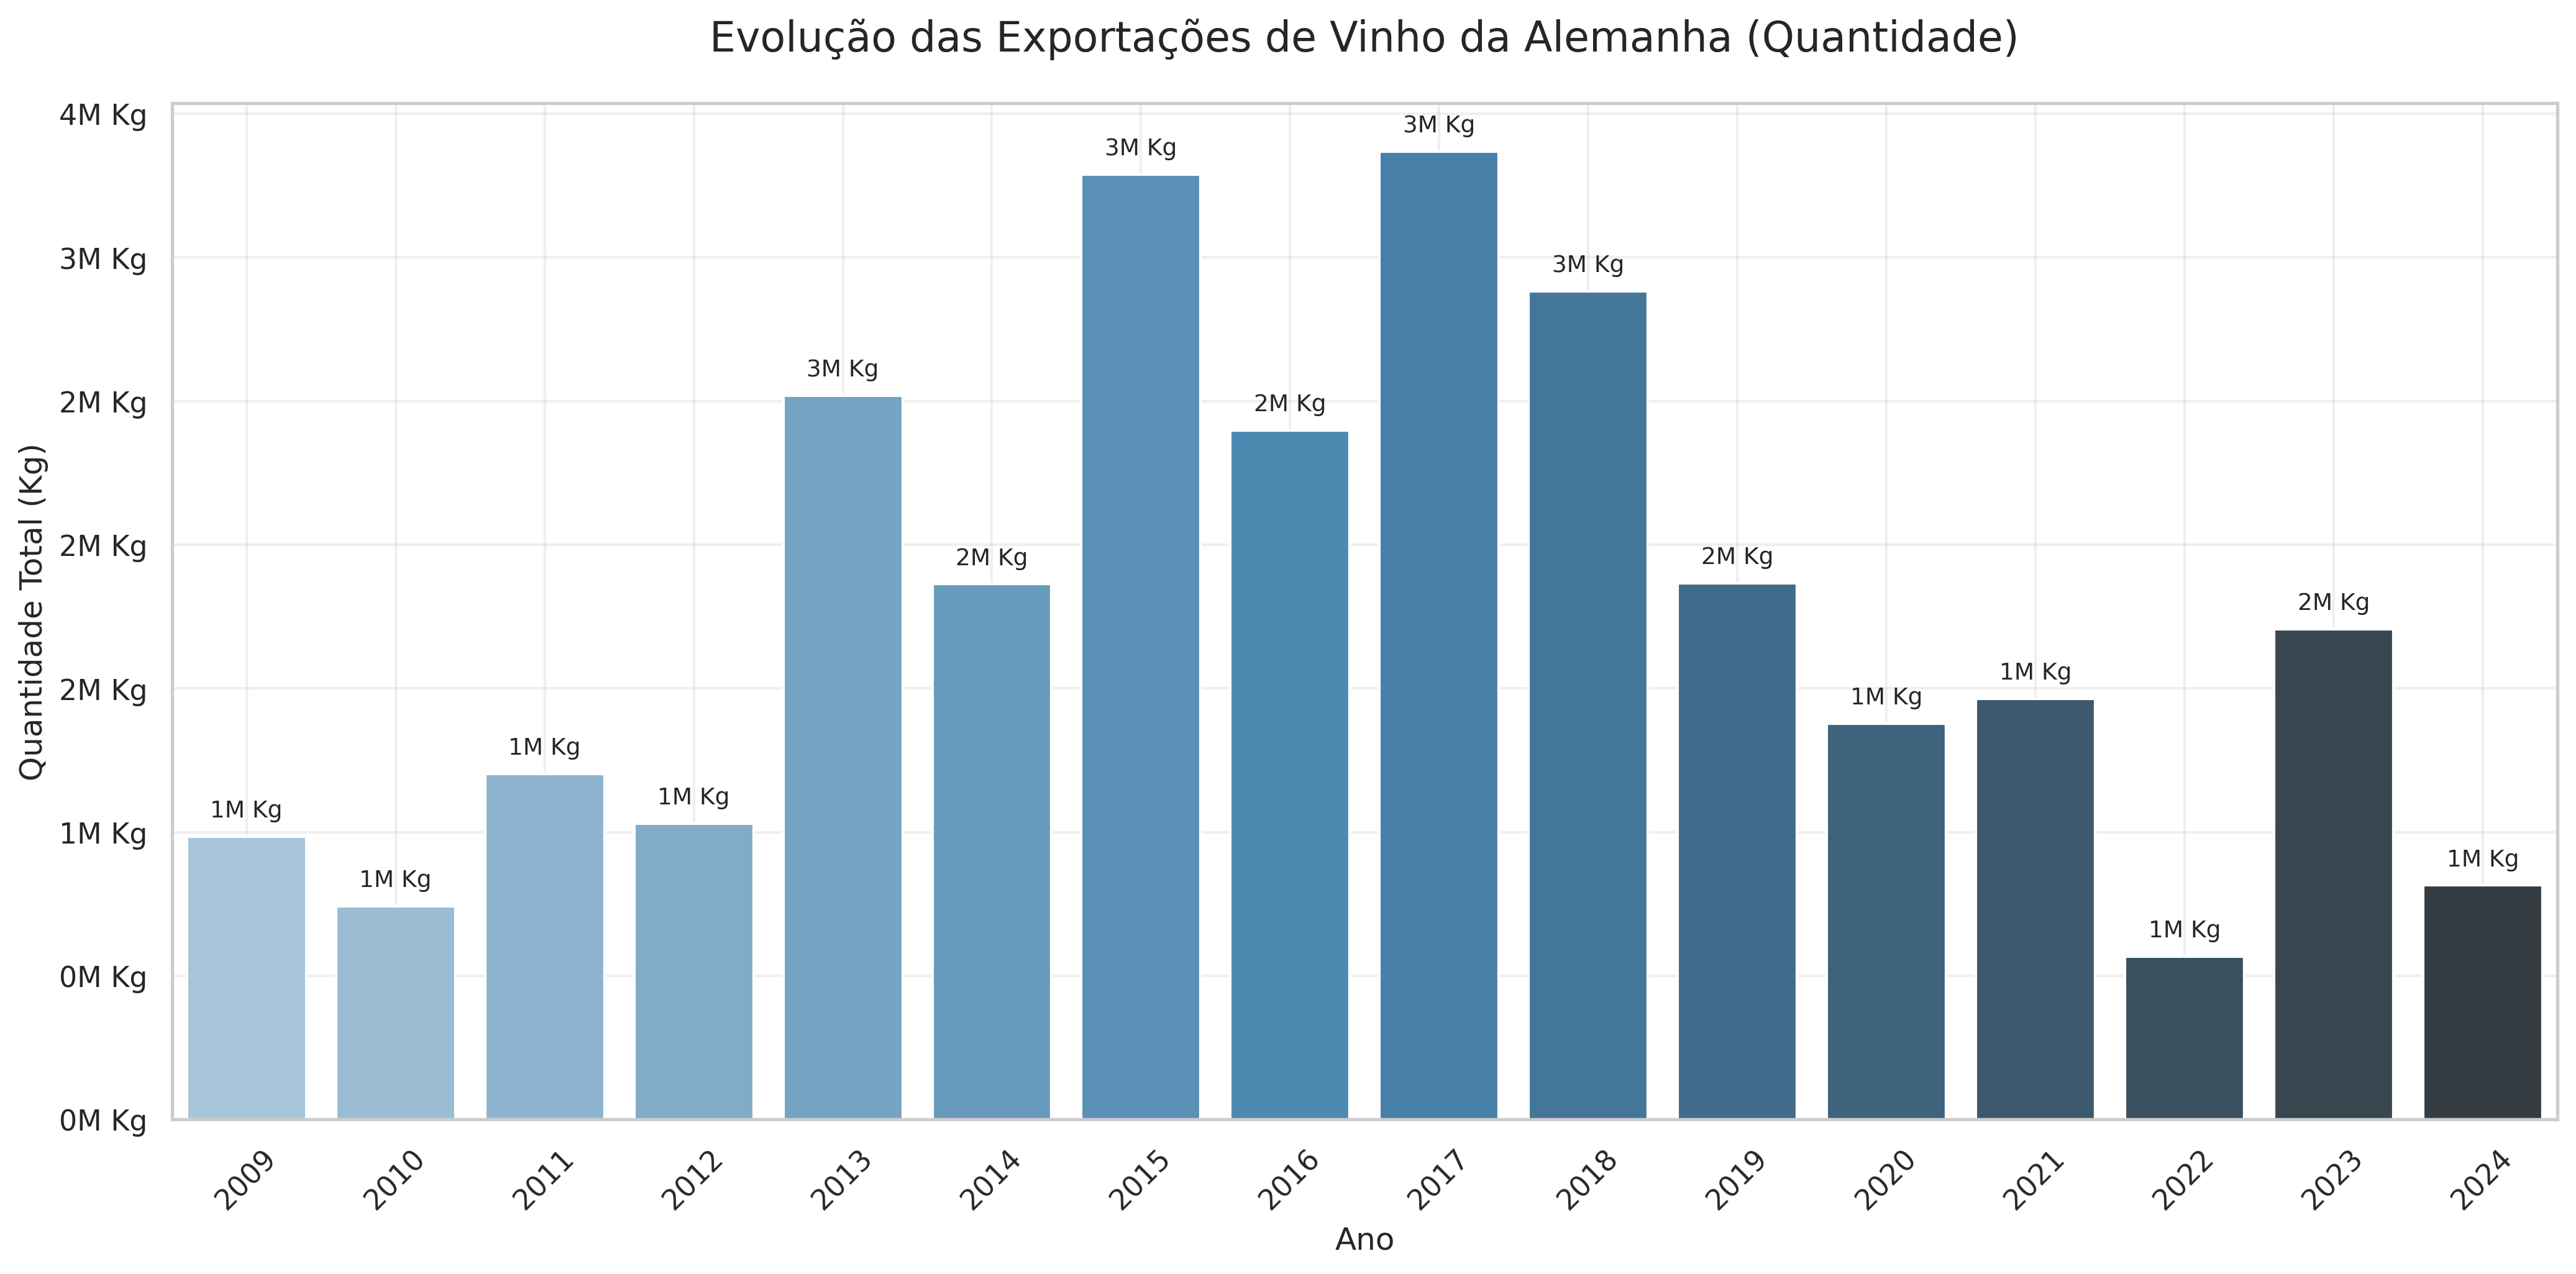 Evolução das Exportações de Vinho da Alemanha (Quantidade)
4M Kg
3M Kg
2M Kg
2M Kg
2M Kg
1M Kg
0M Kg
0M Kg
Quantidade Total (Kg)
1M Kg
1M Kg
1M Kg
1M Kg
3M Kg
2M Kg
3M Kg
2M Kg
3M Kg
3M Kg
2M Kg
1M Kg
1M Kg
1M Kg
2M Kg
1M Kg
2009
2010
2011
2012
2013
2014
2015
2016
2017
2018
2019
2020
2021
2022
2023
2024
Ano